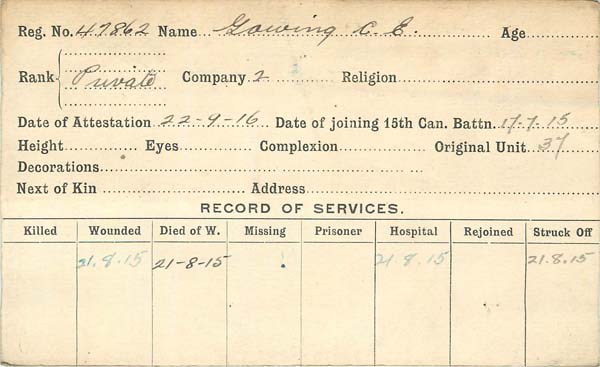 Reg. No. 47862 Name Gowing C. E. Age
Rank Private Company 2 Religion
Date of Attestation 22-9-16 Date of joining 15th Can. Battn. 17.7.15
Height Eyes Complexion Original Unit 37
Decorations
Next of Kin Address
RECORD OF SERVICES.
Killed Wounded Died of W. Missing Prisoner Hospital Rejoined Struck Off
21.8.15 21-8-15 21.8.15 21.8.15